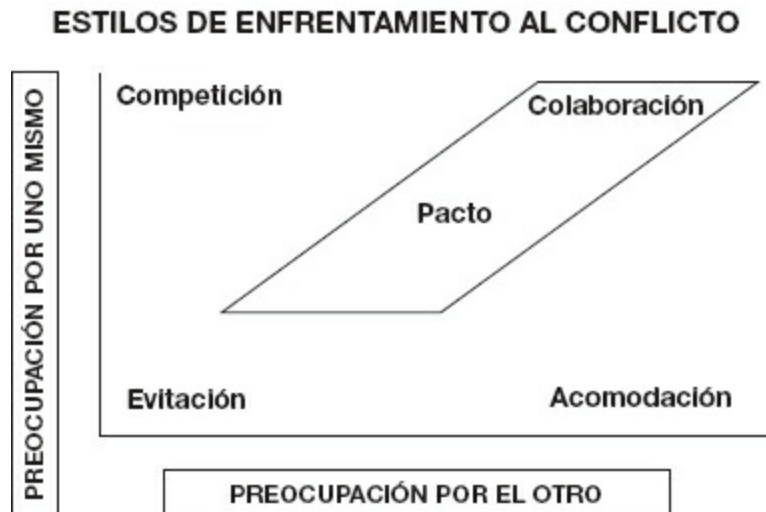 ESTILOS DE ENFRENTAMIENTO AL CONFLICTO
PREOCUPACIÓN POR UNO MISMO
Competición
Colaboración
Pacto
Evitación
Acomodación
PREOCUPACIÓN POR EL OTRO